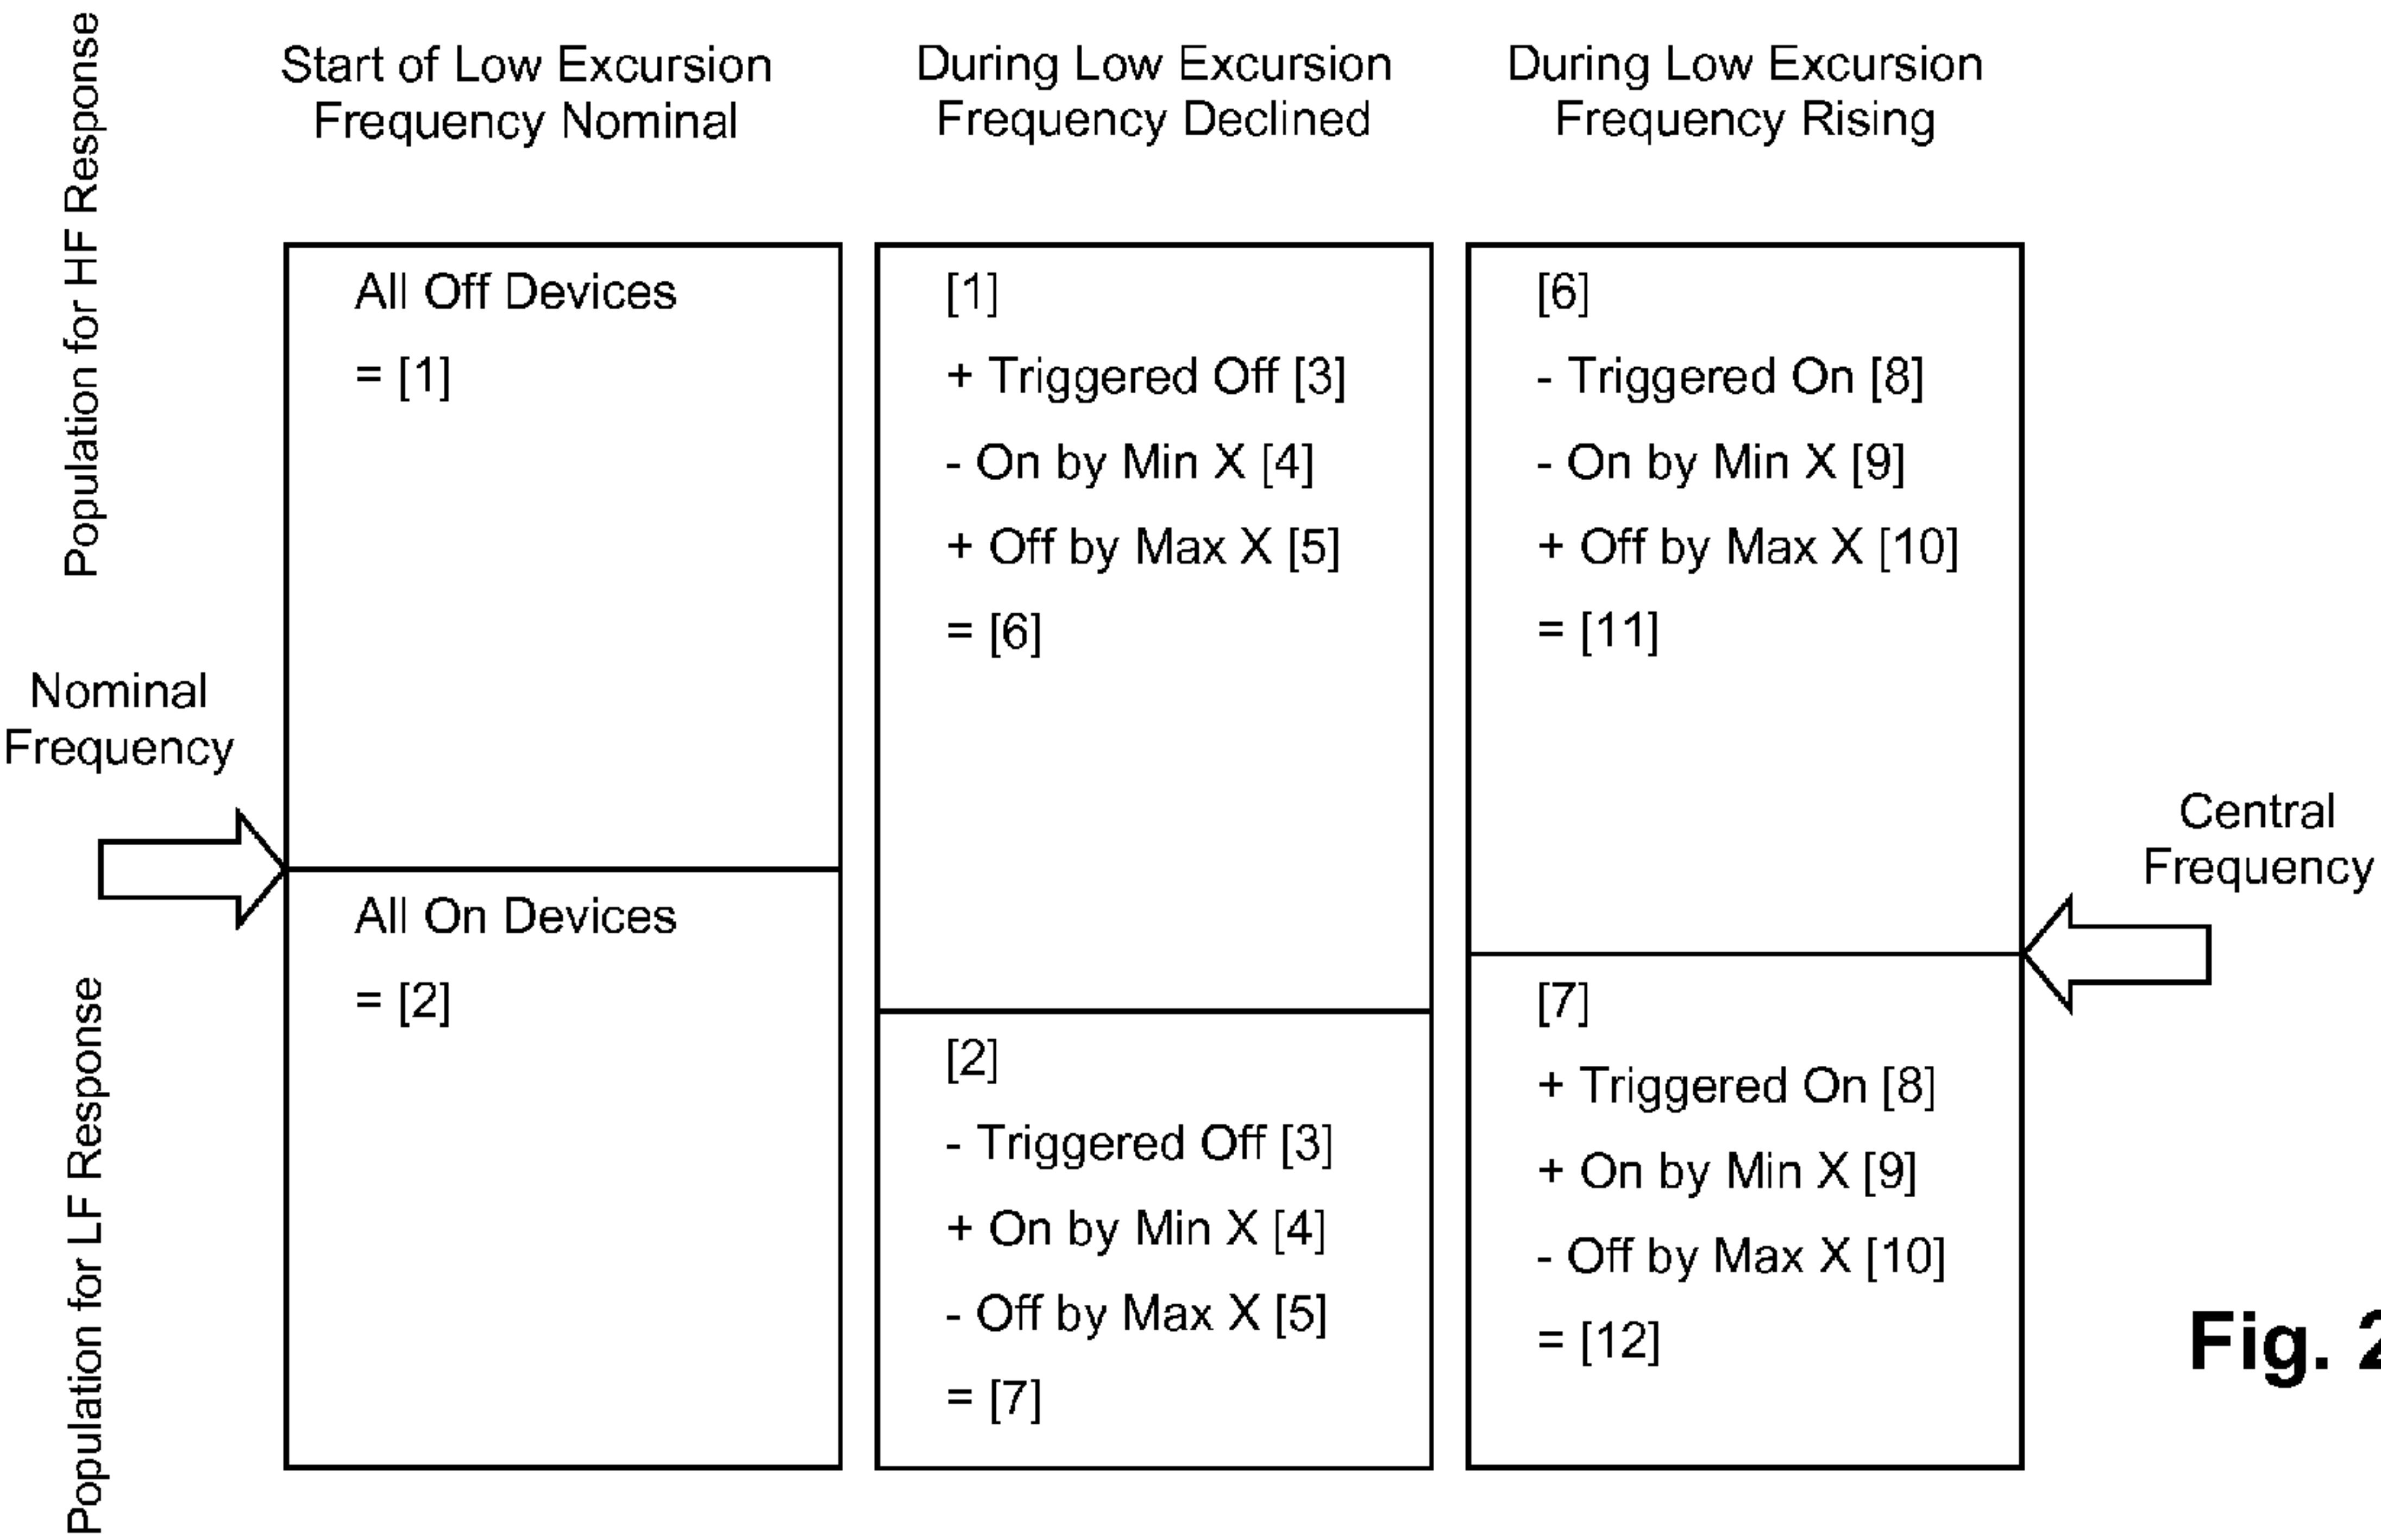 Population for HF Response
Start of Low Excursion
Frequency Nominal
During Low Excursion
Frequency Declined
During Low Excursion
Frequency Rising
All Off Devices
= [1]
[1]
+ Triggered Off [3]
- On by Min X [4]
+ Off by Max X [5]
= [6]
[6]
- Triggered On [8]
- On by Min X [9]
+ Off by Max X [10]
= [11]
Nominal
Frequency
Central
Frequency
Population for LF Response
All On Devices
= [2]
[2]
- Triggered Off [3]
+ On by Min X [4]
- Off by Max X [5]
= [7]
[7]
+ Triggered On [8]
+ On by Min X [9]
- Off by Max X [10]
= [12]
Fig. 2